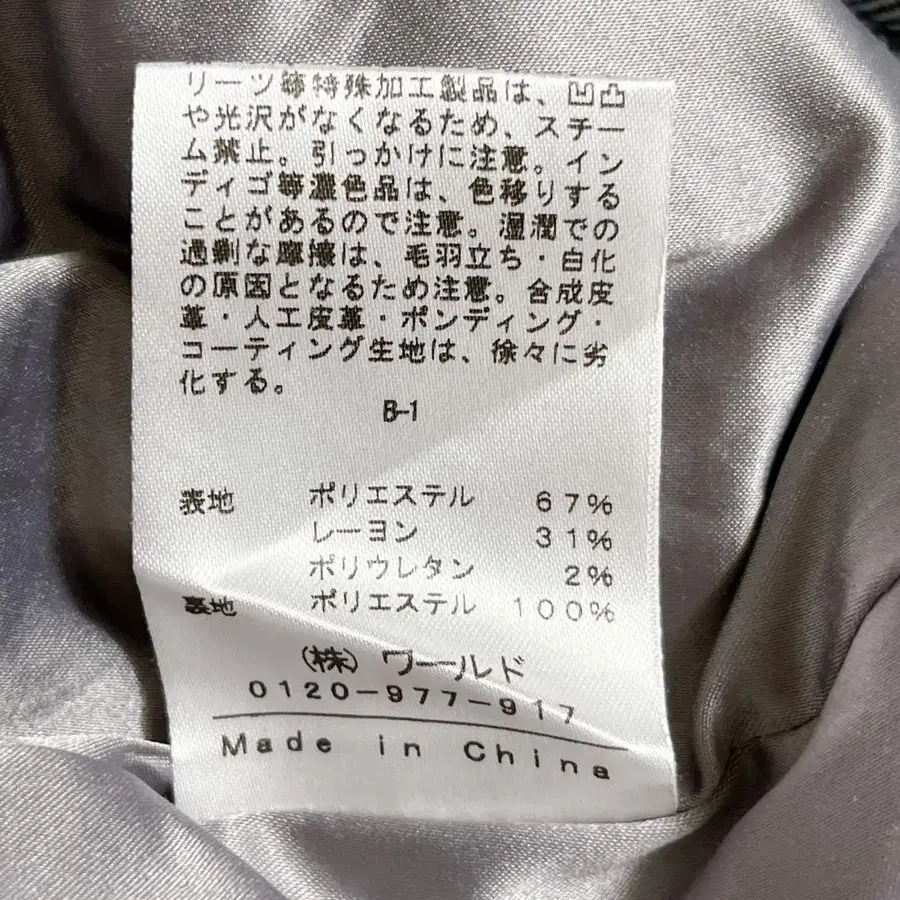 リーツ等特殊加工製品は、凹凸
や光沢がなくなるため、スチー
ム禁止。引っかけに注意。イン
ディゴ等濃色品は、色移りする
ことがあるので注意。湿潤での
過剰な摩擦は、毛羽立ち・白化
の原因となるため注意。合成皮
革・人工皮革・ボンディング・
コーティング生地は、徐々に劣
化する。
B-1
表地 ポリエステル 67%
レーヨン 31%
ポリウレタン 2%
裏地 ポリエステル 100%
(株) ワールド
0120-977-917
Made in China